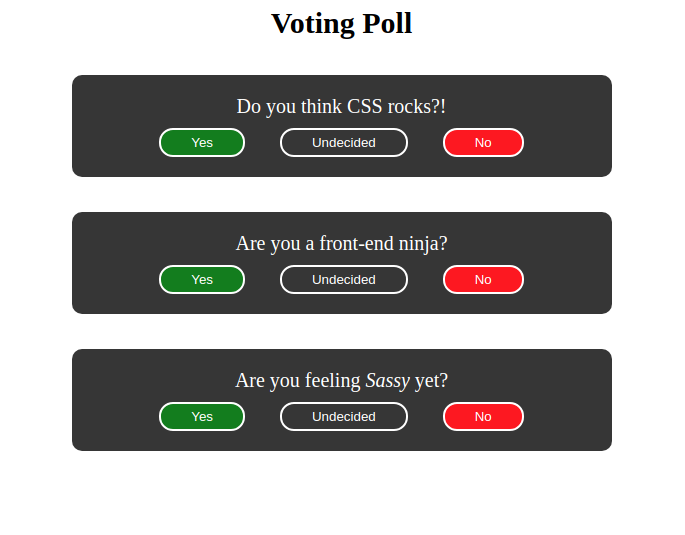 Voting Poll
Do you think CSS rocks?!
Yes Undecided No
Are you a front-end ninja?
Yes Undecided No
Are you feeling Sassy yet?
Yes Undecided No